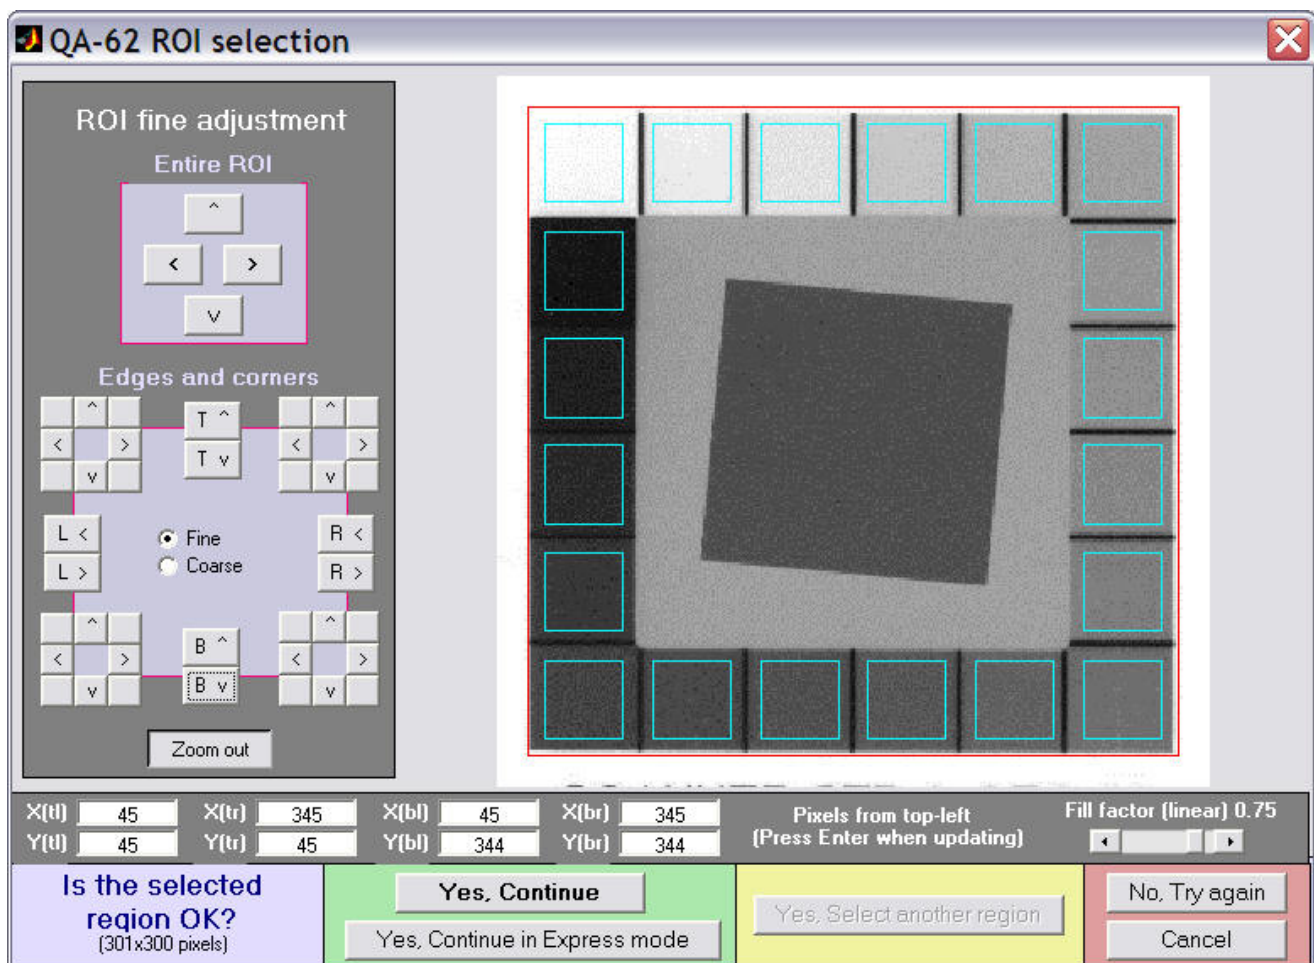 QA-62 ROI selection
ROI fine adjustment
Entire ROI
^
< >
v
Edges and corners
^ T ^ ^
< > T v < >
v v
L < Fine R <
L > Coarse R >
^ B ^ ^
< > B v < >
v v
Zoom out
X(tl) 45 X(tr) 345 X(bl) 45 X(br) 345 Pixels from top-left Fill factor (linear) 0.75
Y(tl) 45 Y(tr) 45 Y(bl) 344 Y(br) 344 (Press Enter when updating)
Is the selected
region OK?
(301x300 pixels)
Yes, Continue
Yes, Continue in Express mode
Yes, Select another region
No, Try again
Cancel